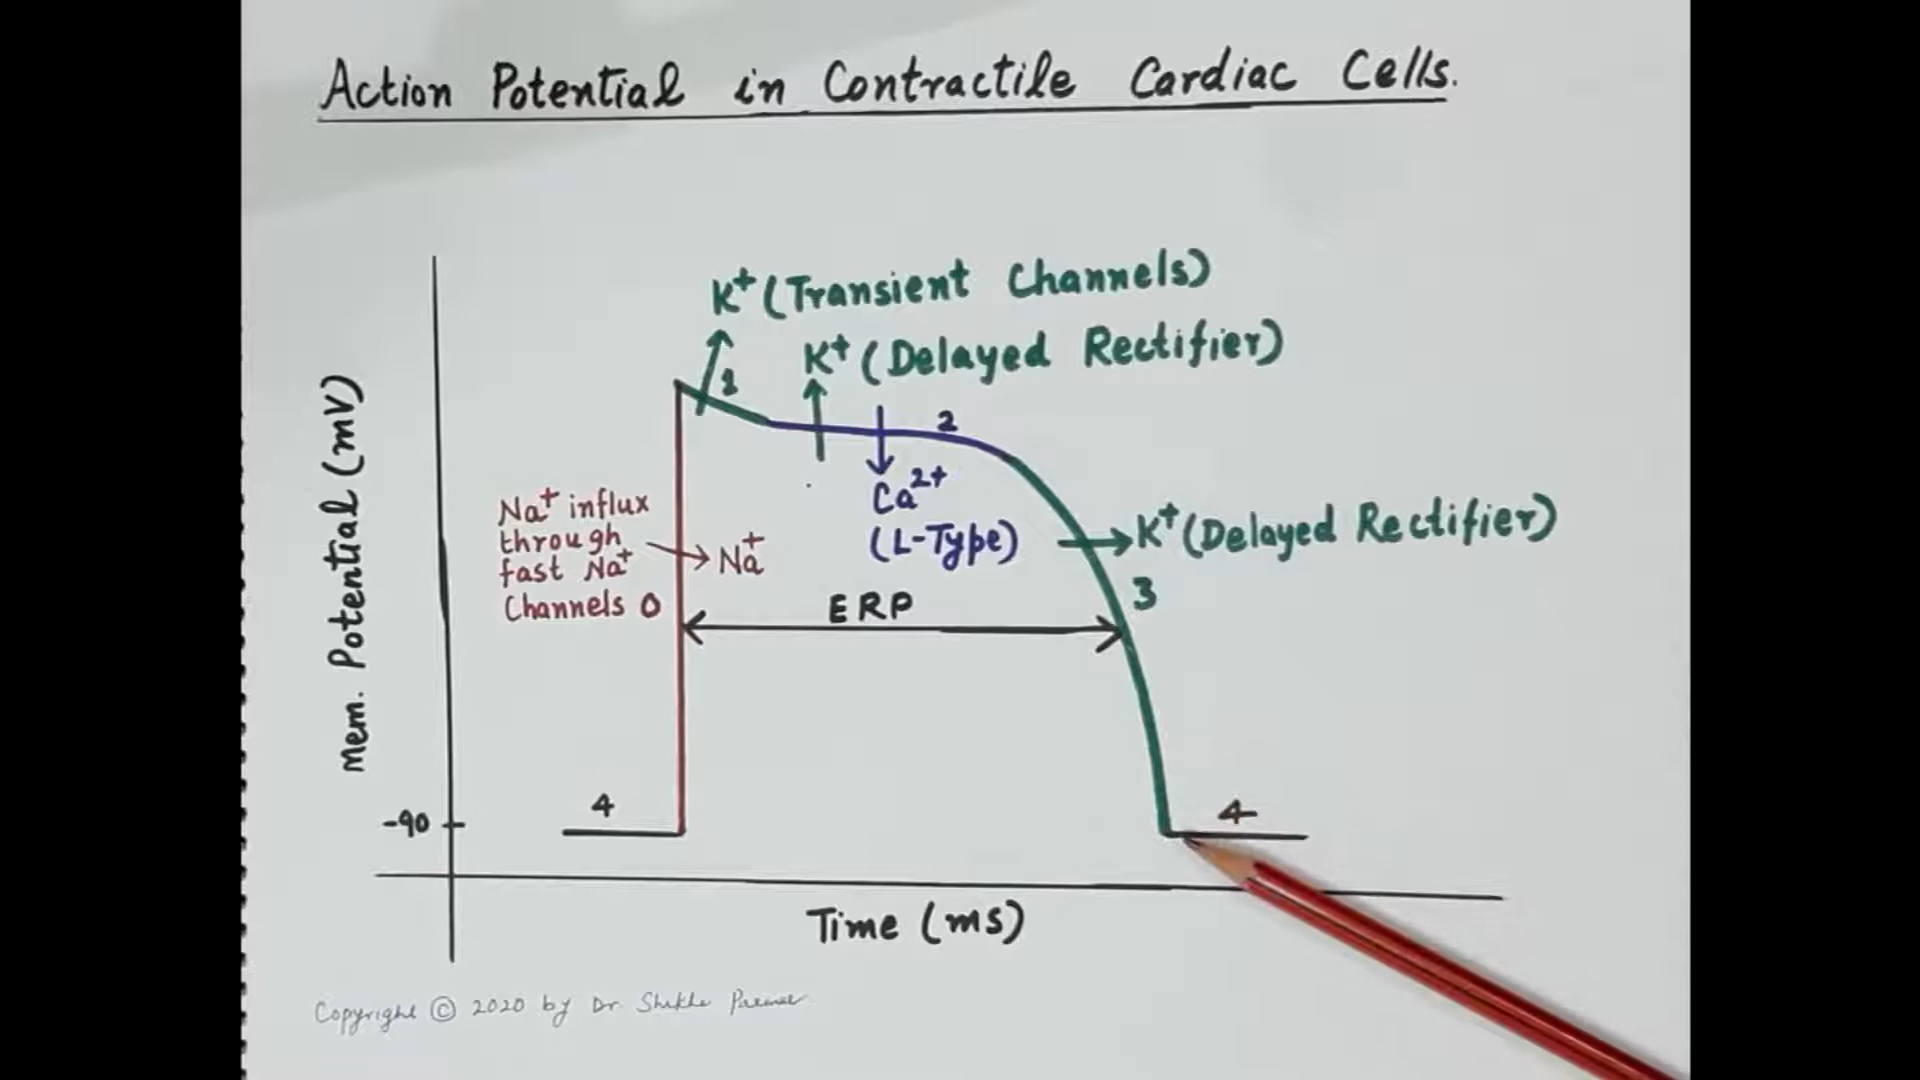 Action Potential in Contractile Cardiac Cells.
K+ (Transient Channels)
1
K+ (Delayed Rectifier)
2
Mem. Potential (mV)
Na+ influx
through
fast Na+
Channels 0
Na+
Ca2+
(L-Type)
K+ (Delayed Rectifier)
3
ERP
4
4
-90
Time (ms)
Copyright © 2020 by Dr. Shikha Parmar